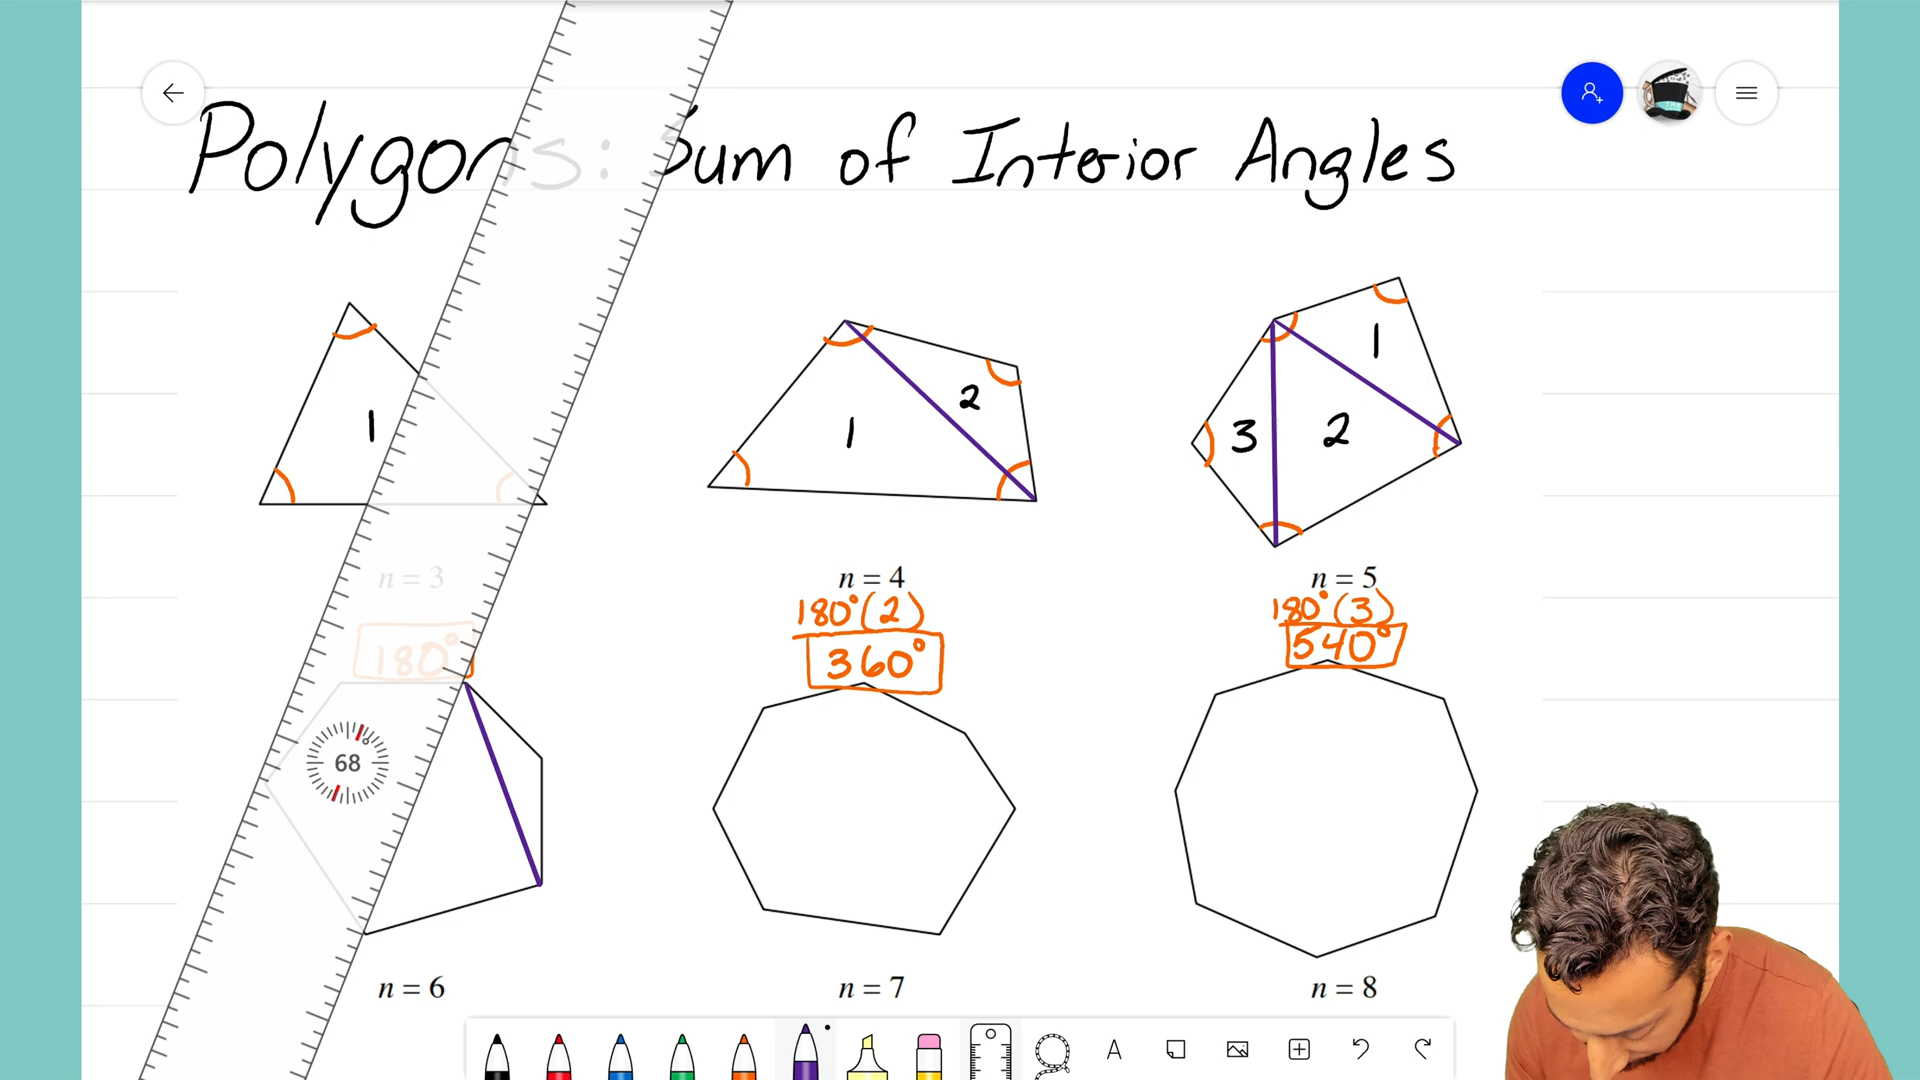 Polygons: Sum of Interior Angles
1
1
2
1
2
3
n = 3
n = 4
n = 5
180°
180°(2)
360°
180°(3)
540°
68
n = 6
n = 7
n = 8
A